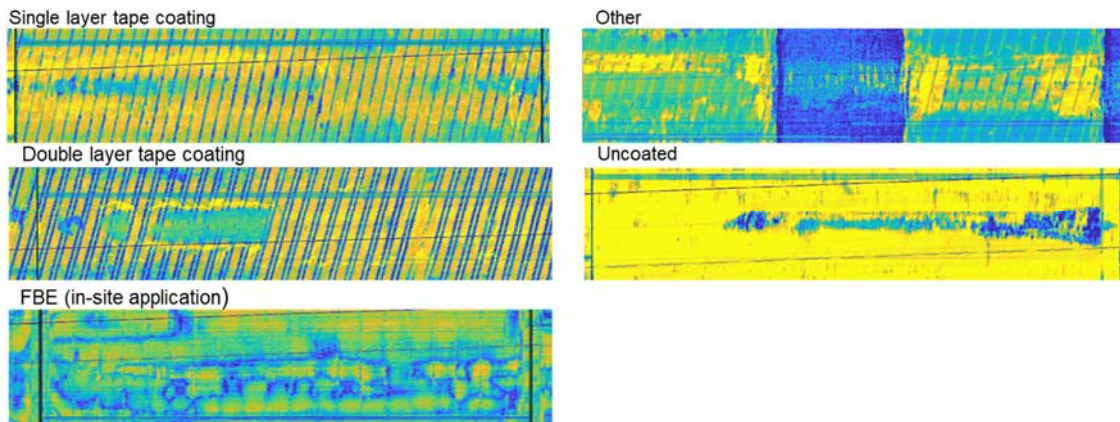 Single layer tape coating
Other
Double layer tape coating
Uncoated
FBE (in-site application)